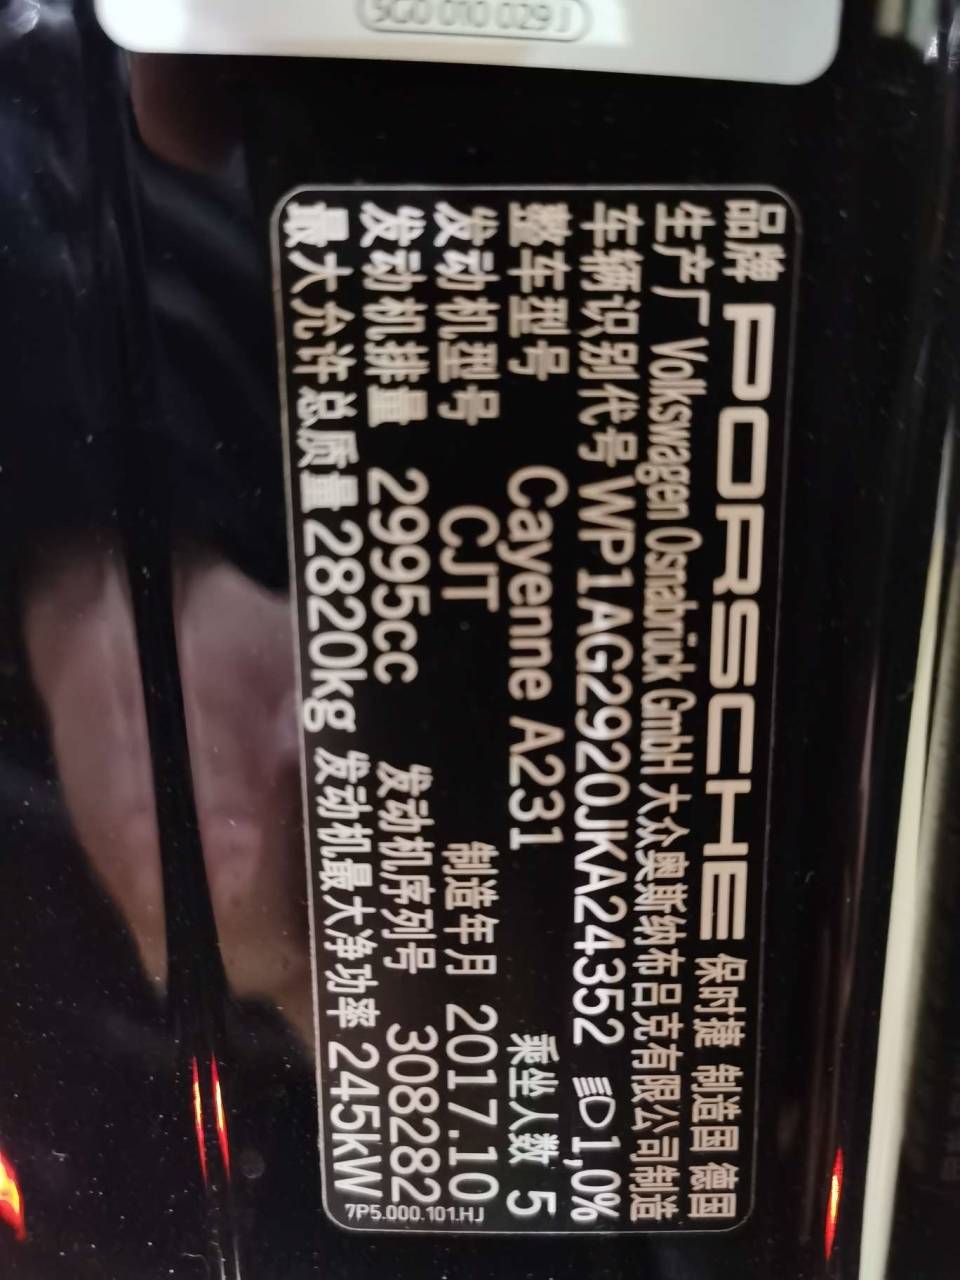 5G0 010 029 J
品牌 PORSCHE 保时捷 制造国 德国
生产厂 Volkswagen Osnabrück GmbH 大众奥斯纳布吕克有限公司制造
车辆识别代号 WP1AG2920JKA24352 1,0%
整车型号 Cayenne A231 乘坐人数 5
发动机型号 CJT 制造年月 2017.10
发动机排量 2995cc 发动机序列号 308282
最大允许总质量 2820kg 发动机最大净功率 245kW
7P5.000.101.HJ